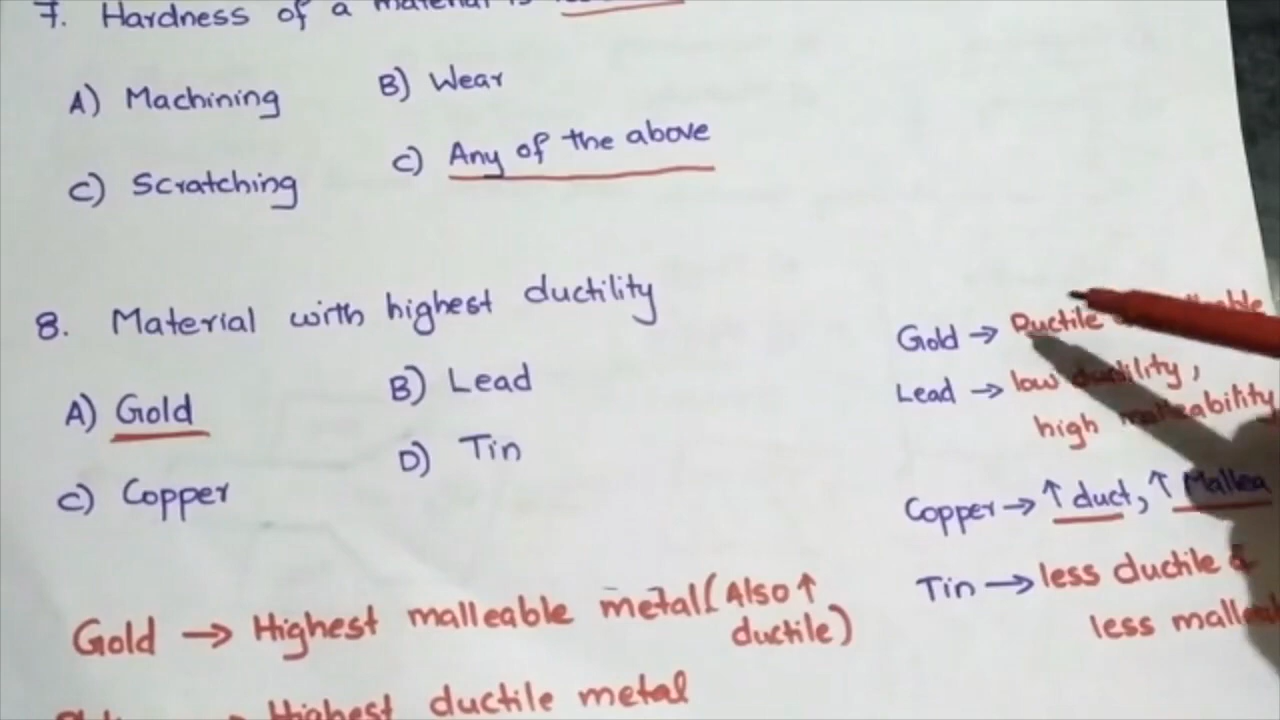 7. Hardness of a material is
A) Machining B) Wear
C) Scratching C) Any of the above
8. Material with highest ductility
A) Gold B) Lead
C) Copper D) Tin
Gold → Ductile
Lead → low ductility,
high malleability
Copper → ↑ duct, ↑ Mallea
Tin → less ductile &
less
Gold → Highest malleable metal (Also ↑
ductile)
→ Highest ductile metal